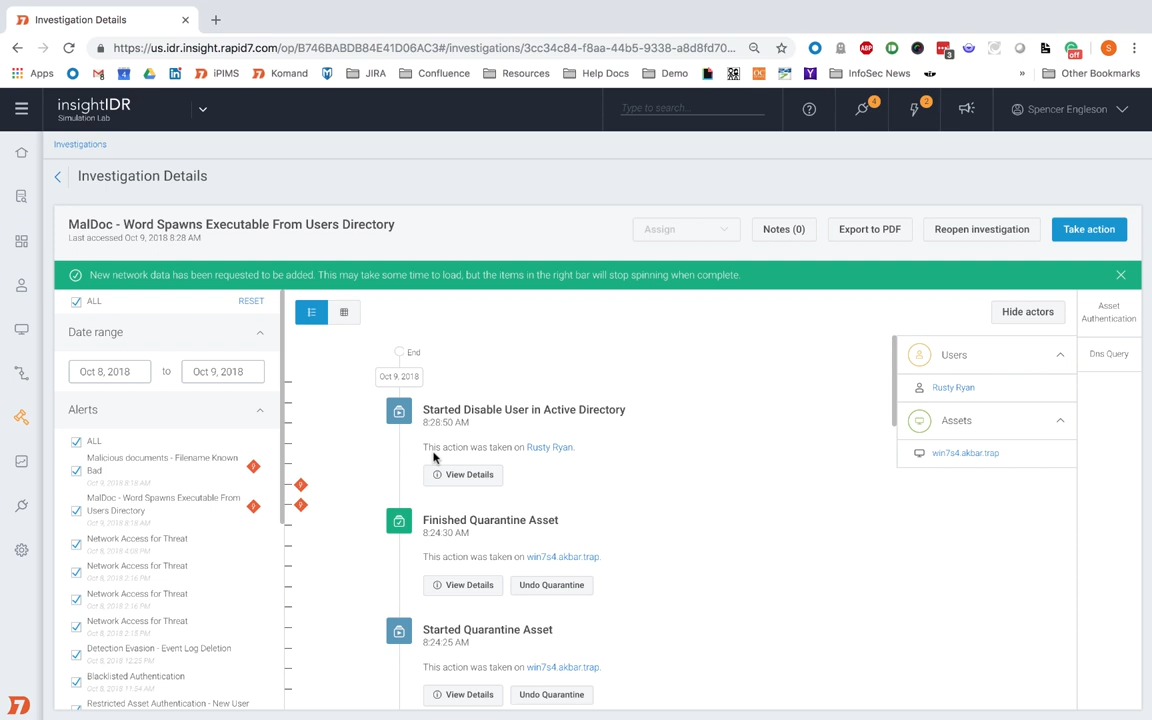 Investigation Details
https://us.idr.insight.rapid7.com/op/B746BABDB84E41D06AC3#/investigations/3cc34c84-f8aa-44b5-9338-a8d8fd70...
ABP
3
off
S
Apps
iPIMS
Komand
JIRA
Confluence
Resources
Help Docs
Demo
InfoSec News
»
Other Bookmarks
insightIDR
Simulation Lab
Type to search...
4
2
Spencer Engleson
Investigations
Investigation Details
MalDoc - Word Spawns Executable From Users Directory
Last accessed Oct 9, 2018 8:28 AM
Assign
Notes (0)
Export to PDF
Reopen investigation
Take action
New network data has been requested to be added. This may take some time to load, but the items in the right bar will stop spinning when complete.
ALL
RESET
Date range
Oct 8, 2018
to
Oct 9, 2018
Alerts
ALL
Malicious documents - Filename Known
Bad
Oct 9, 2018 8:18 AM
MalDoc - Word Spawns Executable From
Users Directory
Oct 9, 2018 8:18 AM
Network Access for Threat
Oct 8, 2018 4:08 PM
Network Access for Threat
Oct 8, 2018 2:16 PM
Network Access for Threat
Oct 8, 2018 2:16 PM
Network Access for Threat
Oct 8, 2018 2:15 PM
Detection Evasion - Event Log Deletion
Oct 8, 2018 12:23 PM
Blacklisted Authentication
Oct 8, 2018 11:54 AM
Restricted Asset Authentication - New User
End
Oct 9, 2018
Started Disable User in Active Directory
8:28:50 AM
This action was taken on Rusty Ryan.
View Details
Finished Quarantine Asset
8:24:30 AM
This action was taken on win7s4.akbar.trap.
View Details
Undo Quarantine
Started Quarantine Asset
8:24:25 AM
This action was taken on win7s4.akbar.trap.
View Details
Undo Quarantine
Hide actors
Users
Rusty Ryan
Assets
win7s4.akbar.trap
Asset
Authentication
Dns Query